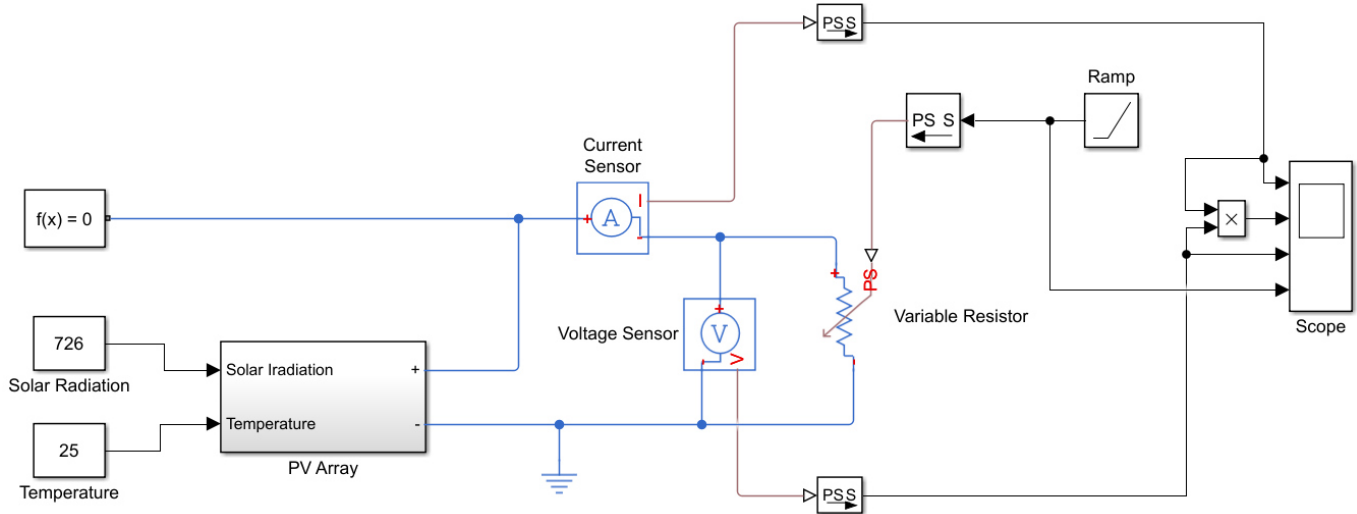 PSS
Ramp
PS S
Current
Sensor
I
f(x) = 0
+
A
-
×
+
PS
+
726
Voltage Sensor
V
Variable Resistor
Scope
-
V
-
Solar Iradiation
+
Solar Radiation
Temperature
-
25
PV Array
Temperature
PSS